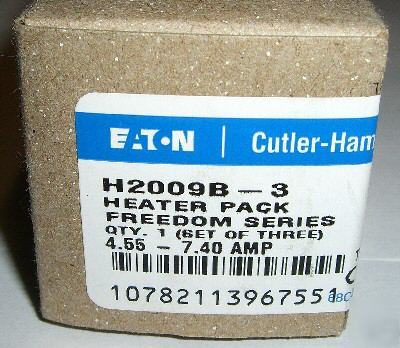 EATON Cutler-Ham
H2009B-3
HEATER PACK
FREEDOM SERIES
QTY. 1 (SET OF THREE)
4.55 - 7.40 AMP
10782113967551